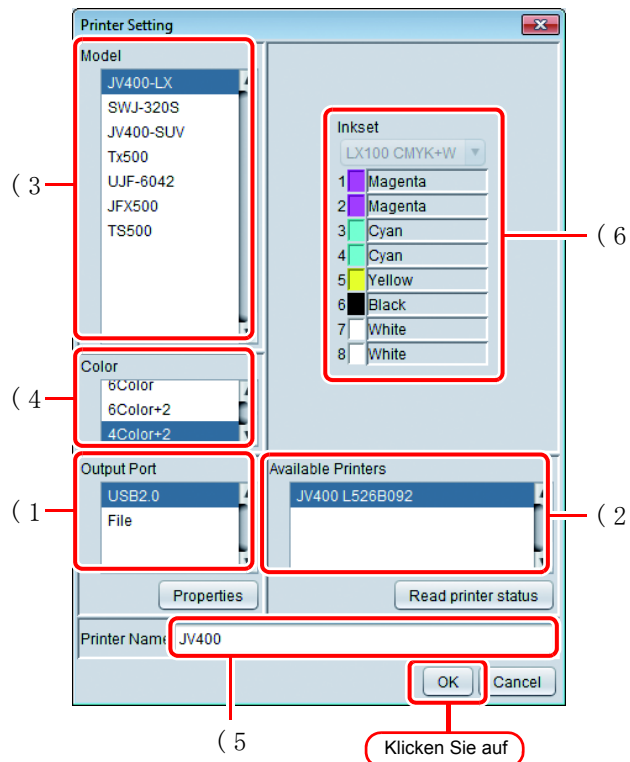 Printer Setting
Model
JV400-LX
SWJ-320S
JV400-SUV
Tx500
UJF-6042
JFX500
TS500
( 3
Inkset
LX100 CMYK+W
1 Magenta
2 Magenta
3 Cyan
4 Cyan
5 Yellow
6 Black
7 White
8 White
( 6
Color
6Color
6Color+2
4Color+2
( 4
Output Port
USB2.0
File
( 1
Properties
Available Printers
JV400 L526B092
( 2
Read printer status
Printer Name JV400
OK Cancel
( 5
Klicken Sie auf